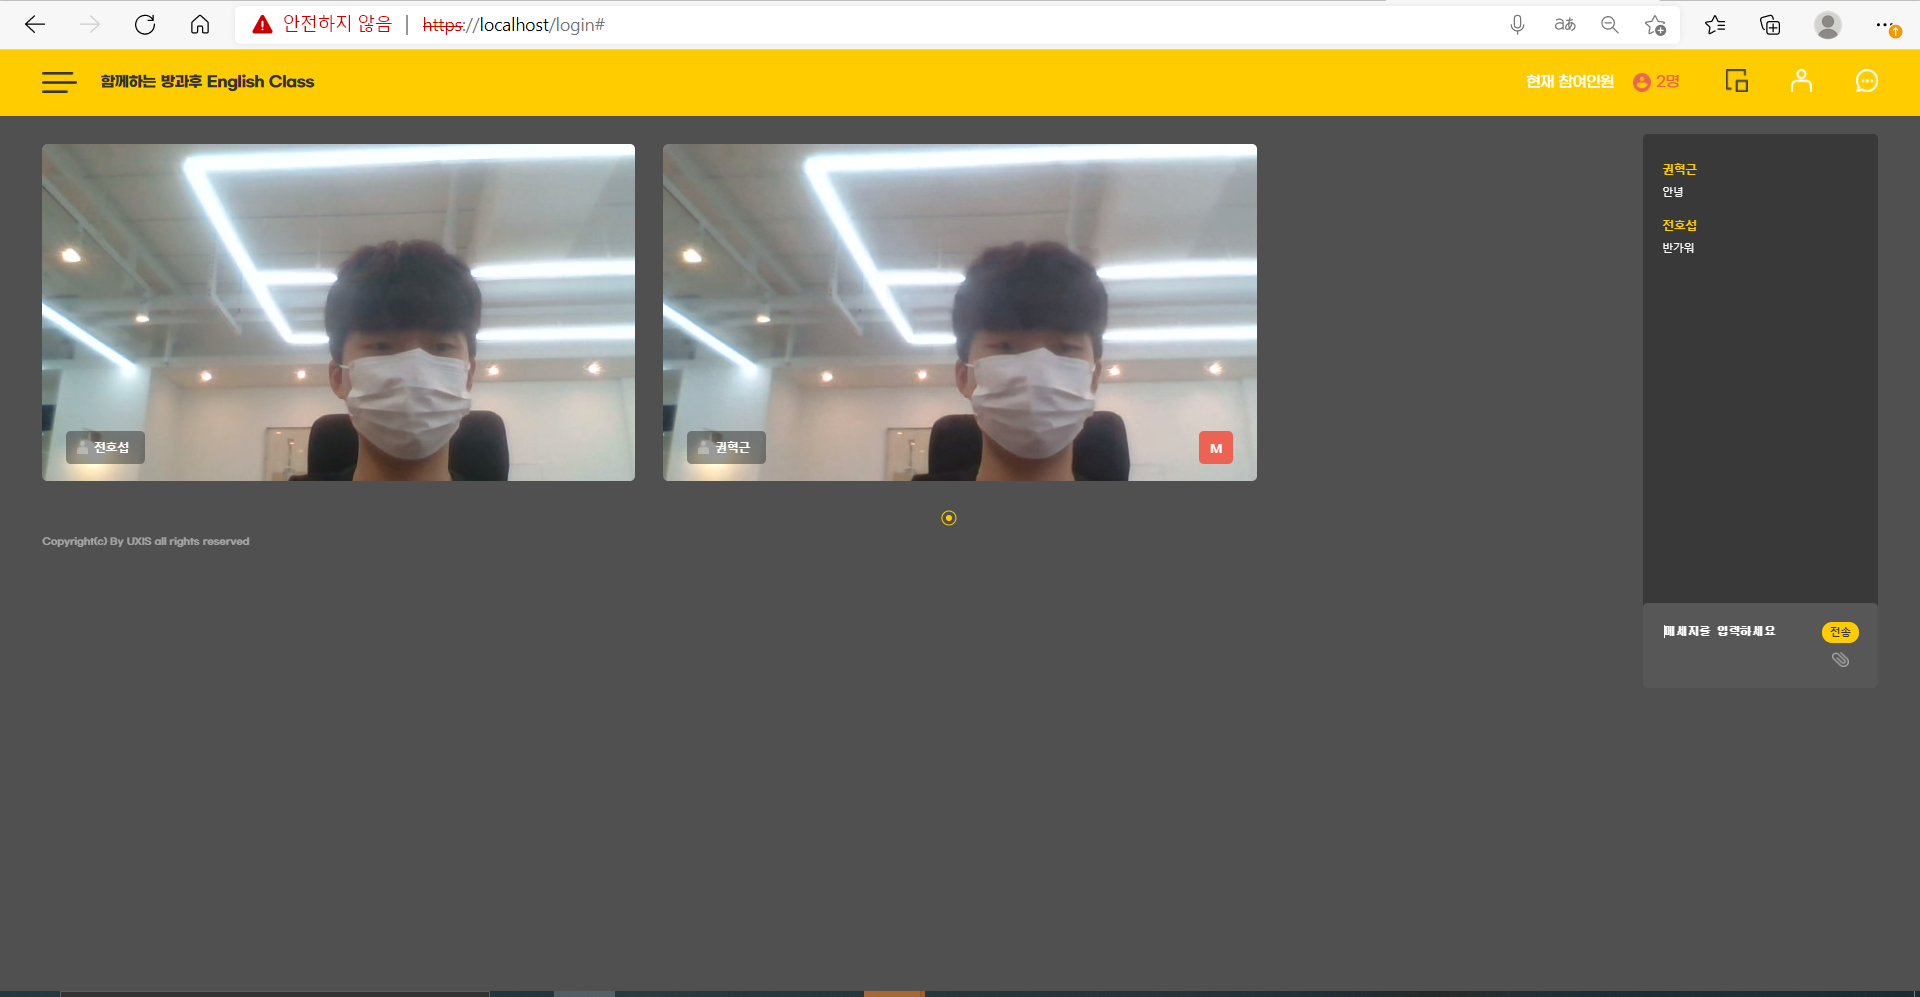 안전하지 않음 | https://localhost/login#
aあ
함께하는 방과후 English Class
현재 참여인원 2명
권혁근
안녕
전호섭
반가워
전호섭
권혁근
M
메세지를 입력하세요
전송
Copyright(c) By UXIS all rights reserved